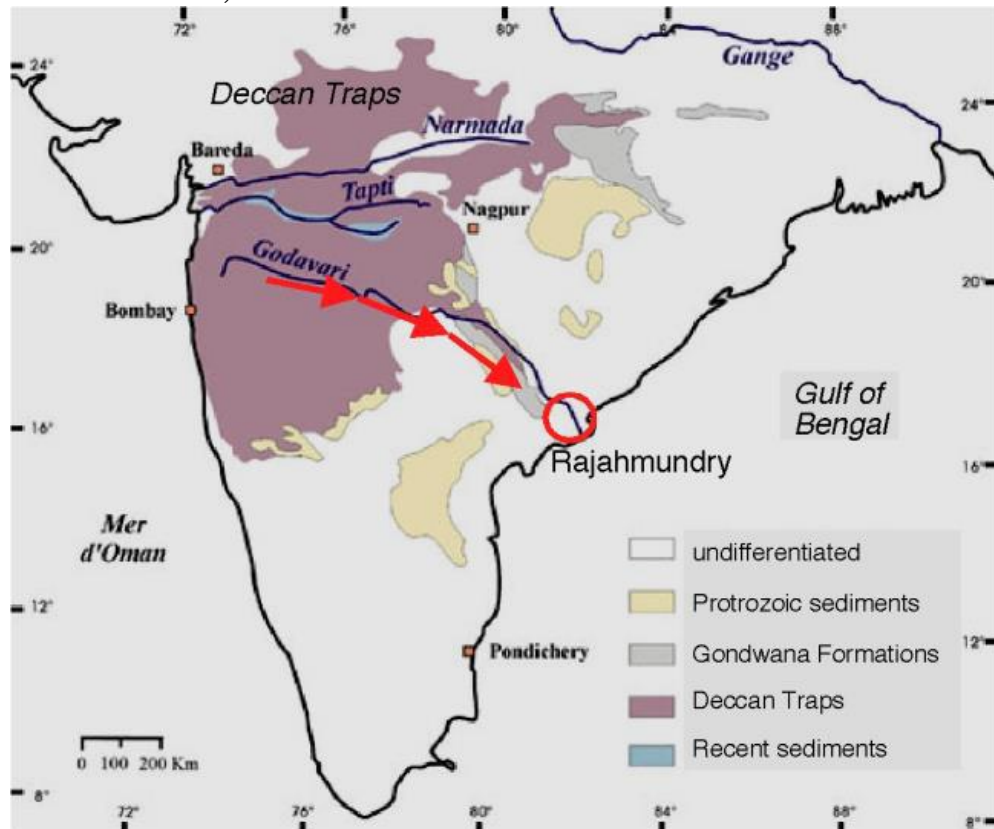 72°
76°
80°
86°
24°
Gange
Deccan Traps
24°
Narmada
Bareda
Tapti
Nagpur
20°
Godavari
20°
Bombay
Gulf of
Bengal
16°
Rajahmundry
16°
Mer
d'Oman
undifferentiated
Protrozoic sediments
12°
Gondwana Formations
12°
Pondichery
Deccan Traps
Recent sediments
0 100 200 Km
8°
8°
72°
76°
80°
84°
88°